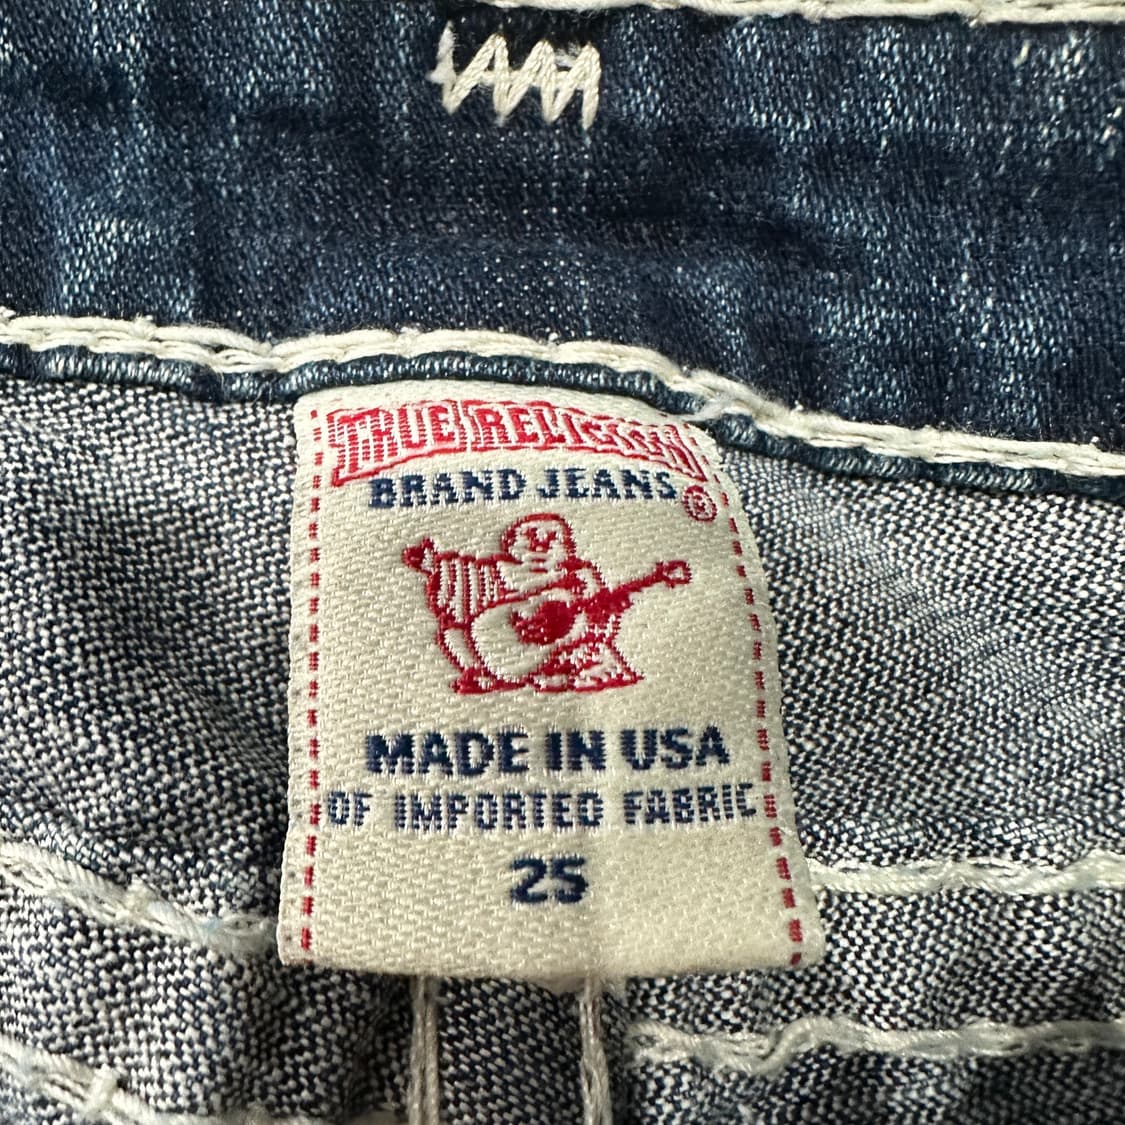 TRUE RELIGION
BRAND JEANS ®
MADE IN USA
OF IMPORTED FABRIC
25